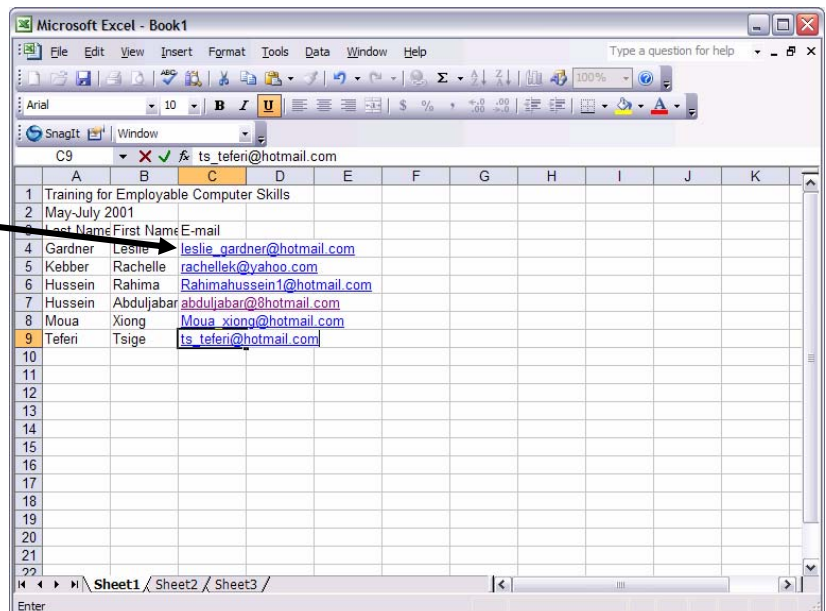 Microsoft Excel - Book1
File Edit View Insert Format Tools Data Window Help Type a question for help
100%
Arial 10 B I U $ % ,
SnagIt Window
C9 fx ts_teferi@hotmail.com
A B C D E F G H I J K
1 Training for Employable Computer Skills
2 May-July 2001
3 Last Name First Name E-mail
4 Gardner Leslie leslie_gardner@hotmail.com
5 Kebber Rachelle rachellek@yahoo.com
6 Hussein Rahima Rahimahussein1@hotmail.com
7 Hussein Abduljabar abduljabar@8hotmail.com
8 Moua Xiong Moua_xiong@hotmail.com
9 Teferi Tsige ts_teferi@hotmail.com
10
11
12
13
14
15
16
17
18
19
20
21
22
Sheet1 Sheet2 Sheet3
Enter